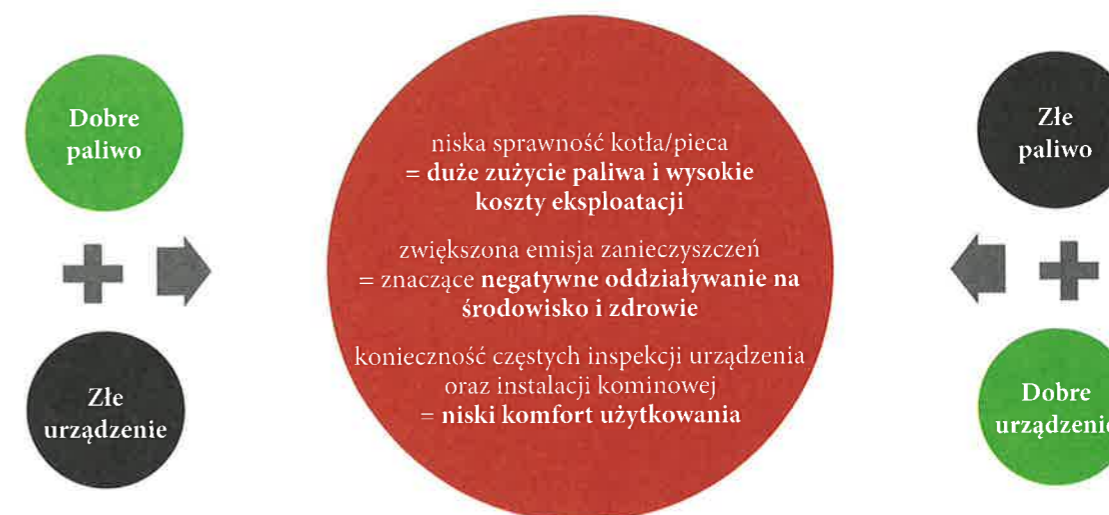 Dobre
paliwo
Złe
urządzenie
niska sprawność kotła/pieca
= duże zużycie paliwa i wysokie
koszty eksploatacji
zwiększona emisja zanieczyszczeń
= znaczące negatywne oddziaływanie na
środowisko i zdrowie
konieczność częstych inspekcji urządzenia
oraz instalacji kominowej
= niski komfort użytkowania
Złe
paliwo
Dobre
urządzenie